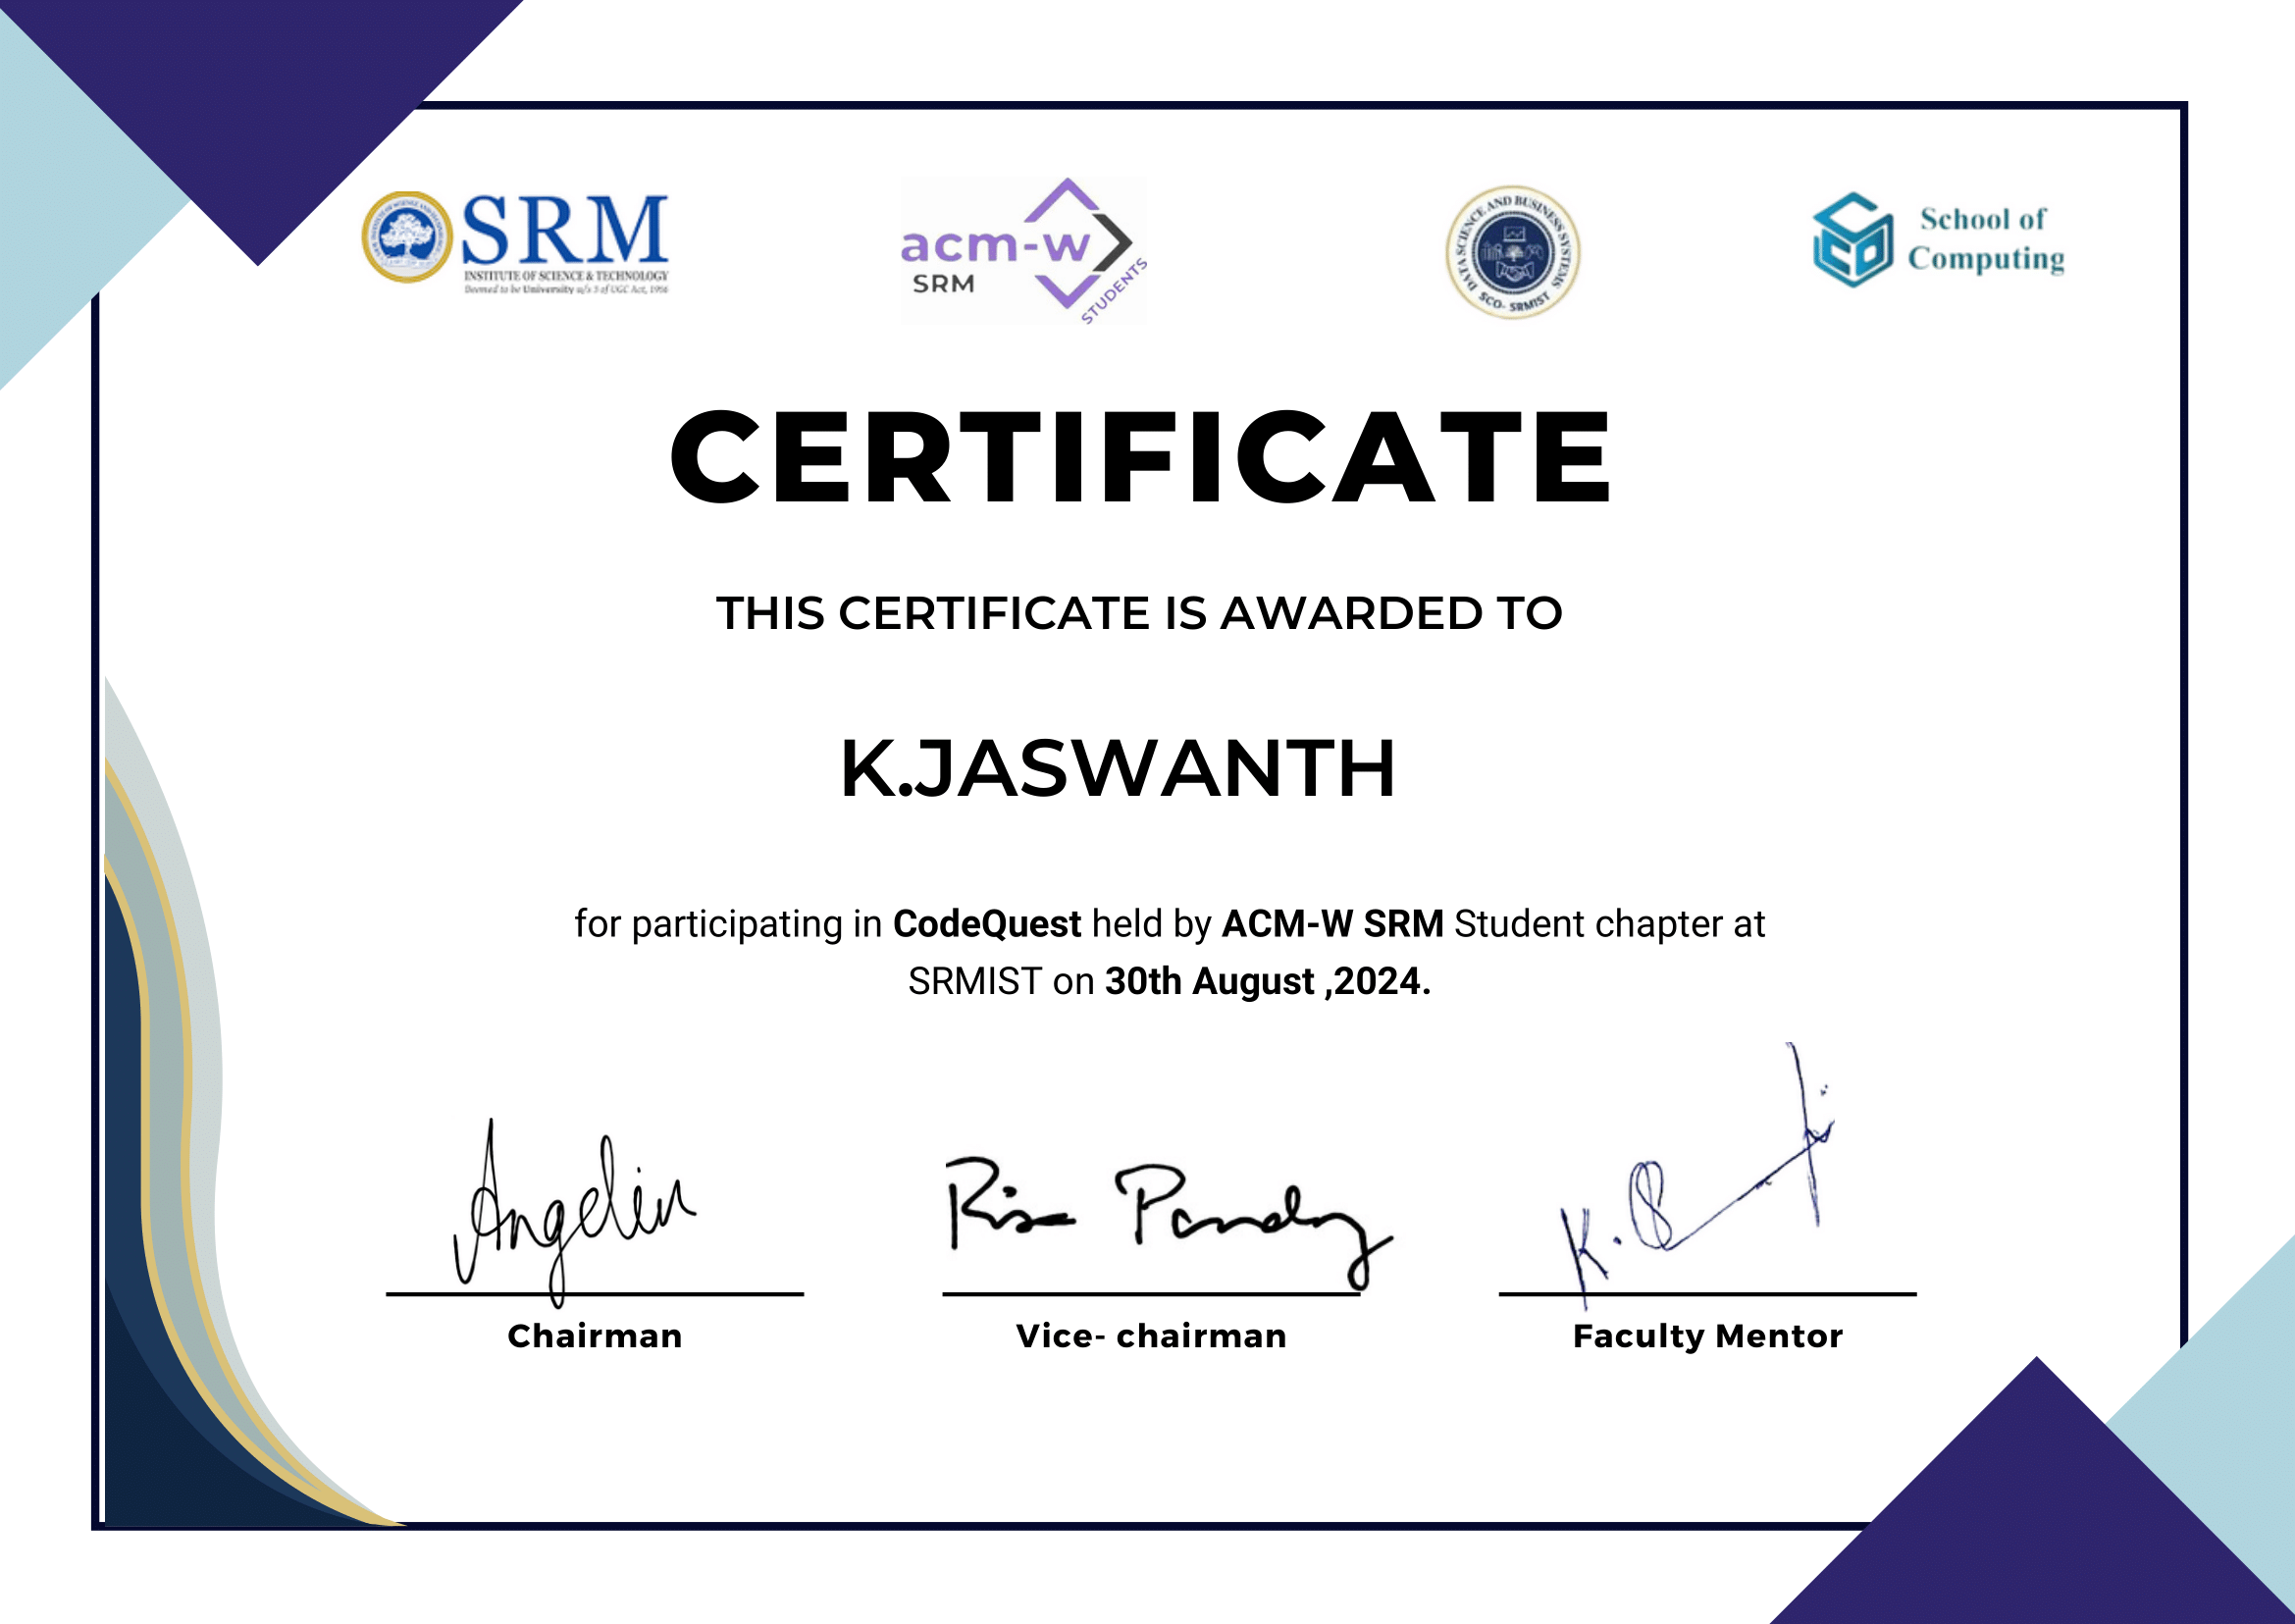 SRM
INSTITUTE OF SCIENCE & TECHNOLOGY
Deemed to be University u/s 3 of UGC Act, 1956
acm-w
SRM
STUDENTS
DATA SCIENCE AND BUSINESS SYSTEMS
SCO- SRMIST
School of
Computing
CERTIFICATE
THIS CERTIFICATE IS AWARDED TO
K.JASWANTH
for participating in CodeQuest held by ACM-W SRM Student chapter at
SRMIST on 30th August ,2024.
Angelin
Pandey
Chairman
Vice- chairman
Faculty Mentor